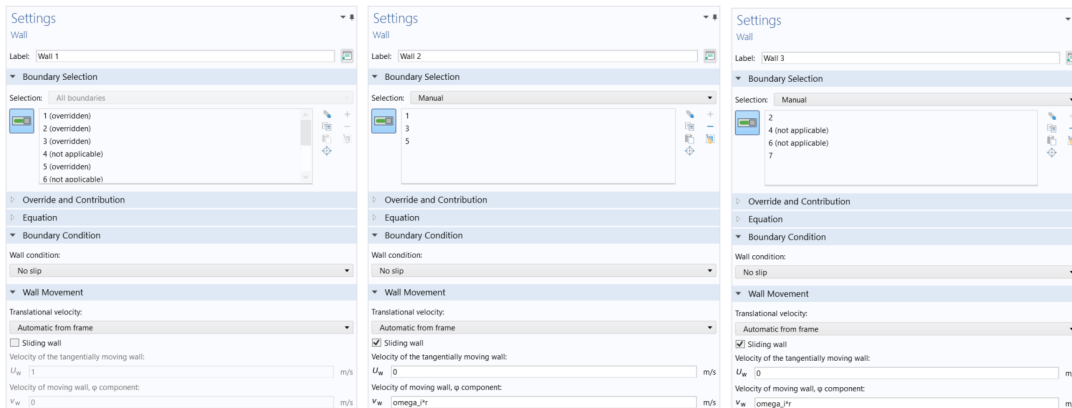 Settings
Wall
Label: Wall 1
Boundary Selection
Selection: All boundaries
1 (overridden)
2 (overridden)
3 (overridden)
4 (not applicable)
5 (overridden)
6 (not applicable)
Override and Contribution
Equation
Boundary Condition
Wall condition:
No slip
Wall Movement
Translational velocity:
Automatic from frame
Sliding wall
Velocity of the tangentially moving wall:
Uw 1 m/s
Velocity of moving wall, φ component:
vw 0 m/s
Settings
Wall
Label: Wall 2
Boundary Selection
Selection: Manual
1
3
5
Override and Contribution
Equation
Boundary Condition
Wall condition:
No slip
Wall Movement
Translational velocity:
Automatic from frame
Sliding wall
Velocity of the tangentially moving wall:
Uw 0 m/s
Velocity of moving wall, φ component:
vw omega_i*r m/s
Settings
Wall
Label: Wall 3
Boundary Selection
Selection: Manual
2
4 (not applicable)
6 (not applicable)
7
Override and Contribution
Equation
Boundary Condition
Wall condition:
No slip
Wall Movement
Translational velocity:
Automatic from frame
Sliding wall
Velocity of the tangentially moving wall:
Uw 0
Velocity of moving wall, φ component:
vw omega_i*r